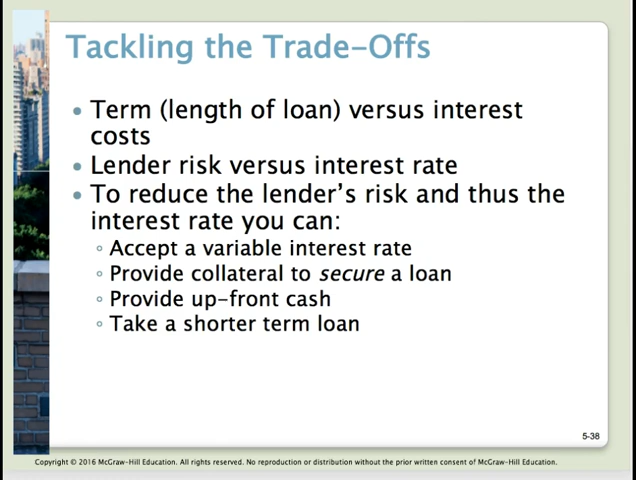 Tackling the Trade-Offs
• Term (length of loan) versus interest
costs
• Lender risk versus interest rate
• To reduce the lender's risk and thus the
interest rate you can:
◦ Accept a variable interest rate
◦ Provide collateral to secure a loan
◦ Provide up-front cash
◦ Take a shorter term loan
5-38
Copyright © 2016 McGraw-Hill Education. All rights reserved. No reproduction or distribution without the prior written consent of McGraw-Hill Education.